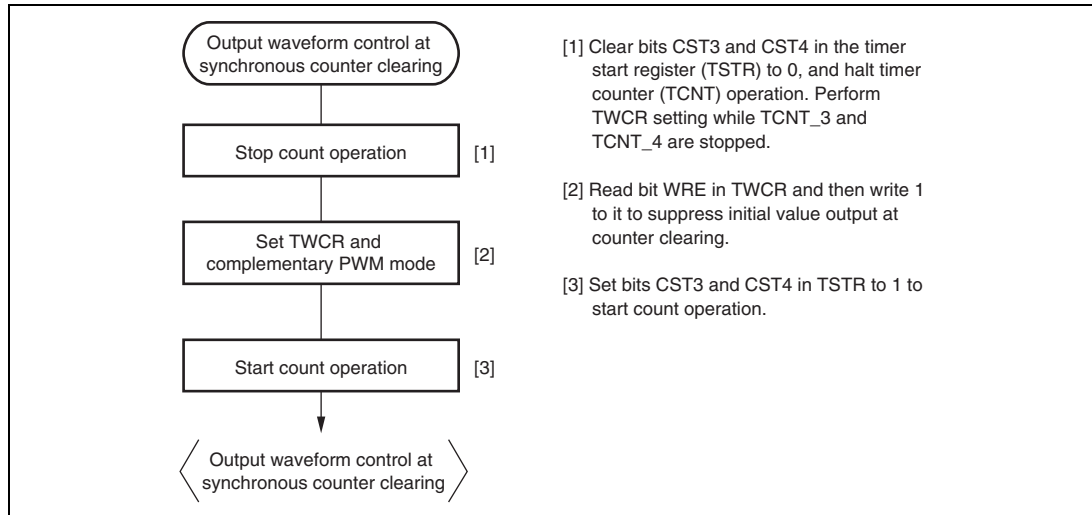 Output waveform control at
synchronous counter clearing
Stop count operation
[1]
Set TWCR and
complementary PWM mode
[2]
Start count operation
[3]
Output waveform control at
synchronous counter clearing
[1] Clear bits CST3 and CST4 in the timer
start register (TSTR) to 0, and halt timer
counter (TCNT) operation. Perform
TWCR setting while TCNT_3 and
TCNT_4 are stopped.
[2] Read bit WRE in TWCR and then write 1
to it to suppress initial value output at
counter clearing.
[3] Set bits CST3 and CST4 in TSTR to 1 to
start count operation.